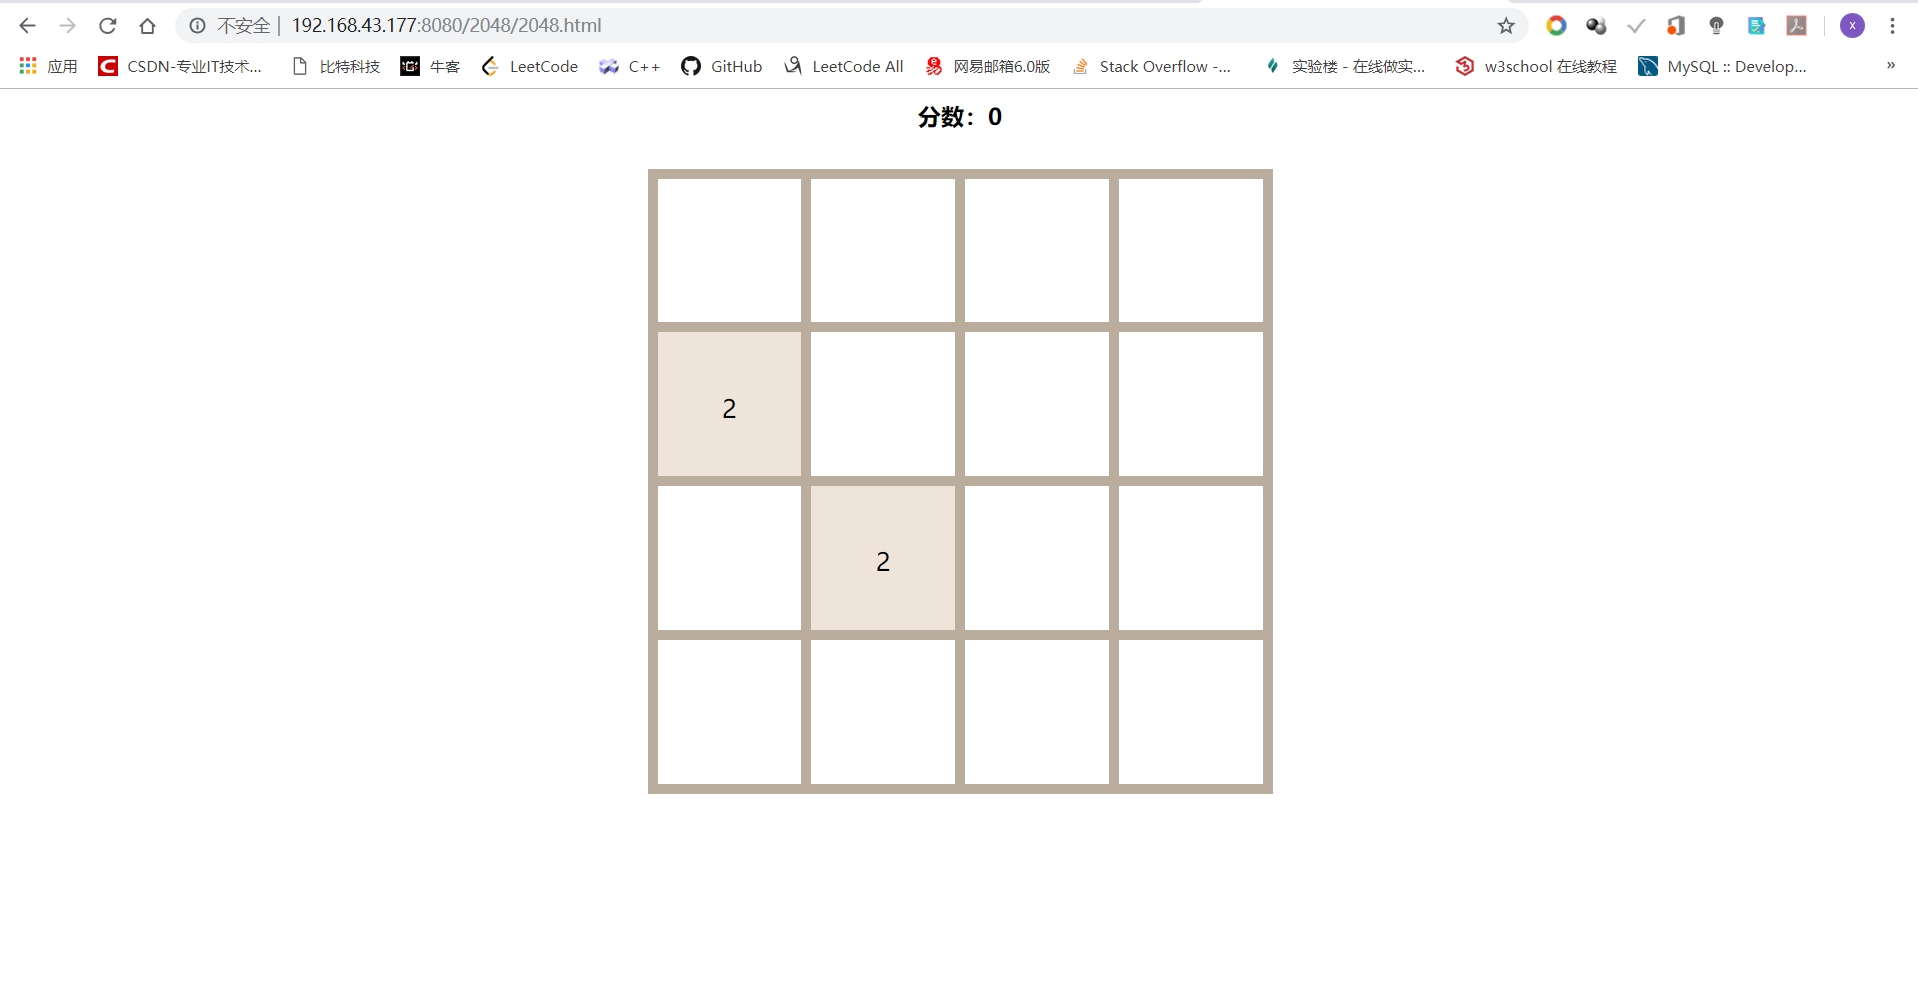 不安全 | 192.168.43.177:8080/2048/2048.html
X
应用 CSDN-专业IT技术... 比特科技 牛客 LeetCode C++ GitHub LeetCode All 网易邮箱6.0版 Stack Overflow -... 实验楼 - 在线做实... w3school 在线教程 MySQL :: Develop... »
分数：0
2
2